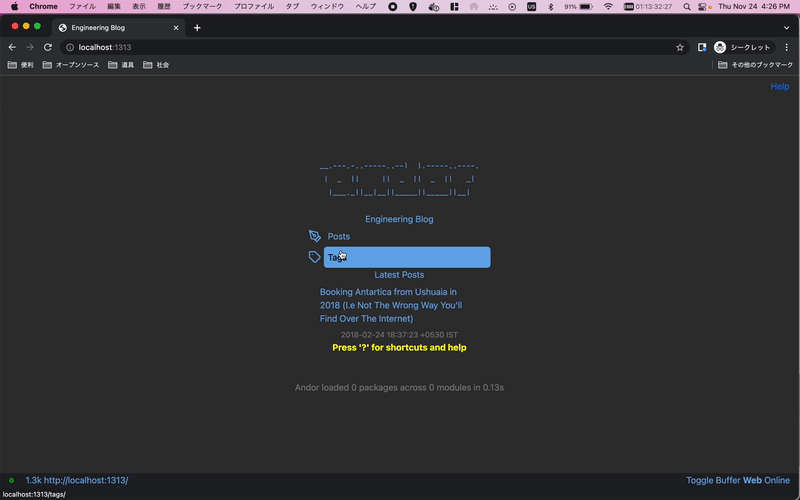 Chrome ファイル 編集 表示 履歴 ブックマーク プロファイル タブ ウィンドウ ヘルプ US 91% 01:13:32:27 Thu Nov 24 4:26 PM
Engineering Blog
localhost:1313 シークレット
便利 オープンソース 道具 社会 その他のブックマーク
Help
Engineering Blog
Posts
Tags
Latest Posts
Booking Antartica from Ushuaia in
2018 (I.e Not The Wrong Way You'll
Find Over The Internet)
2018-02-24 18:37:23 +0530 IST
Press '?' for shortcuts and help
Andor loaded 0 packages across 0 modules in 0.13s
1.3k http://localhost:1313/ Toggle Buffer Web Online
localhost:1313/tags/